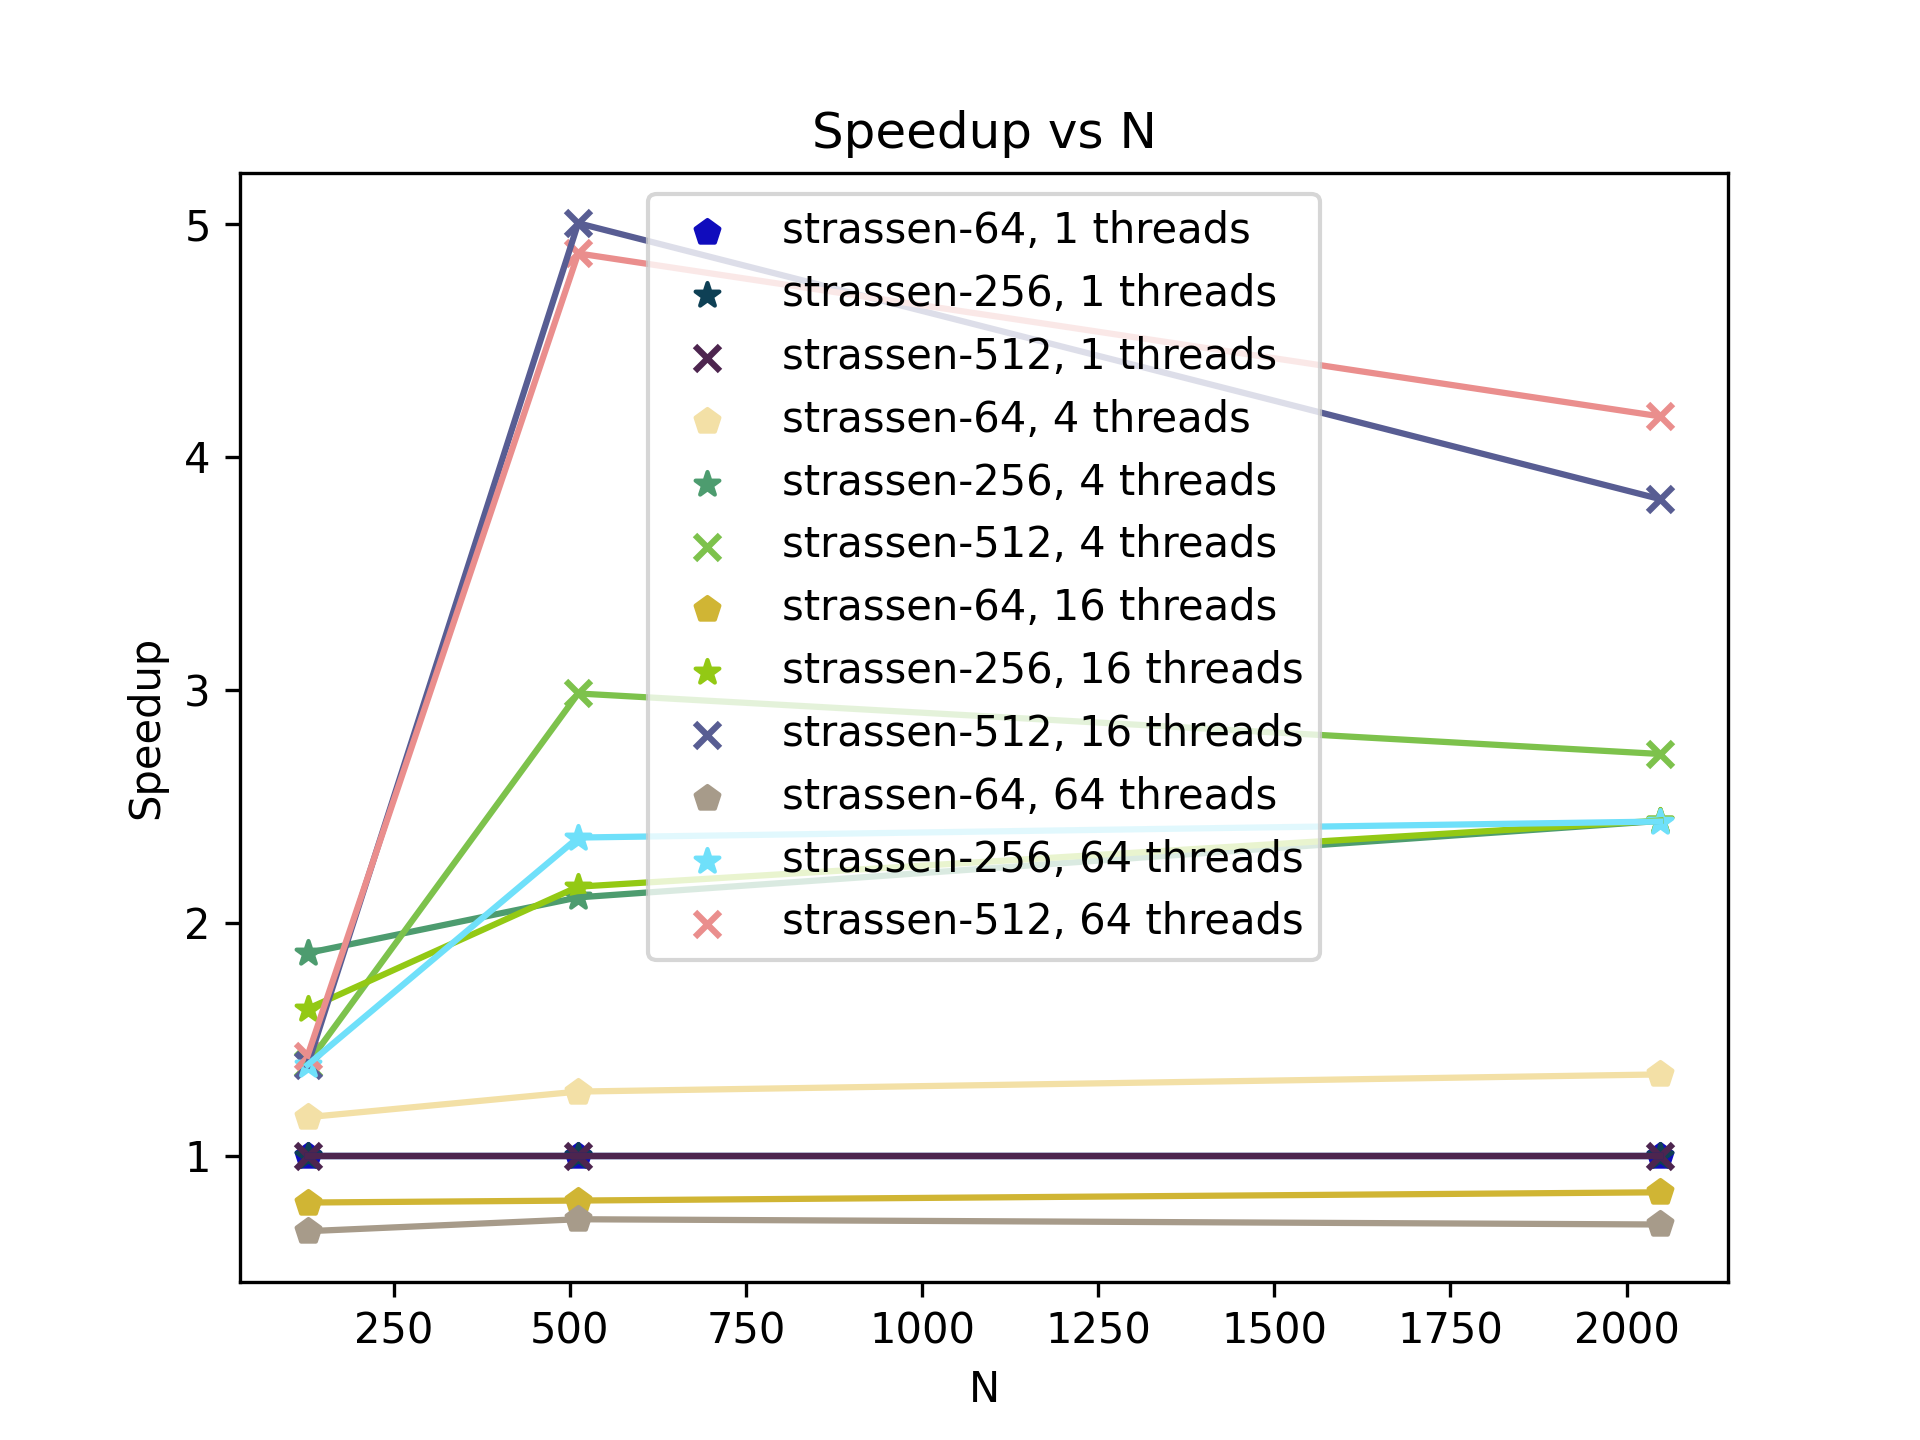 Speedup vs N
5
4
3
2
1
Speedup
strassen-64, 1 threads
strassen-256, 1 threads
strassen-512, 1 threads
strassen-64, 4 threads
strassen-256, 4 threads
strassen-512, 4 threads
strassen-64, 16 threads
strassen-256, 16 threads
strassen-512, 16 threads
strassen-64, 64 threads
strassen-256, 64 threads
strassen-512, 64 threads
250 500 750 1000 1250 1500 1750 2000
N